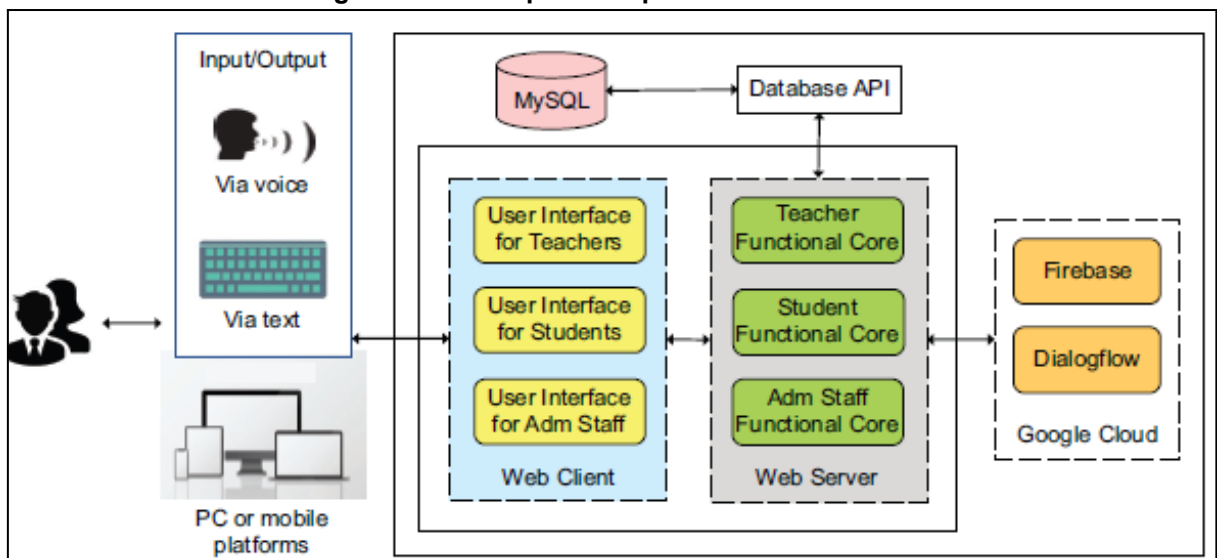 Input/Output
Via voice
Via text
PC or mobile
platforms
MySQL
Database API
User Interface
for Teachers
User Interface
for Students
User Interface
for Adm Staff
Web Client
Teacher
Functional Core
Student
Functional Core
Adm Staff
Functional Core
Web Server
Firebase
Dialogflow
Google Cloud